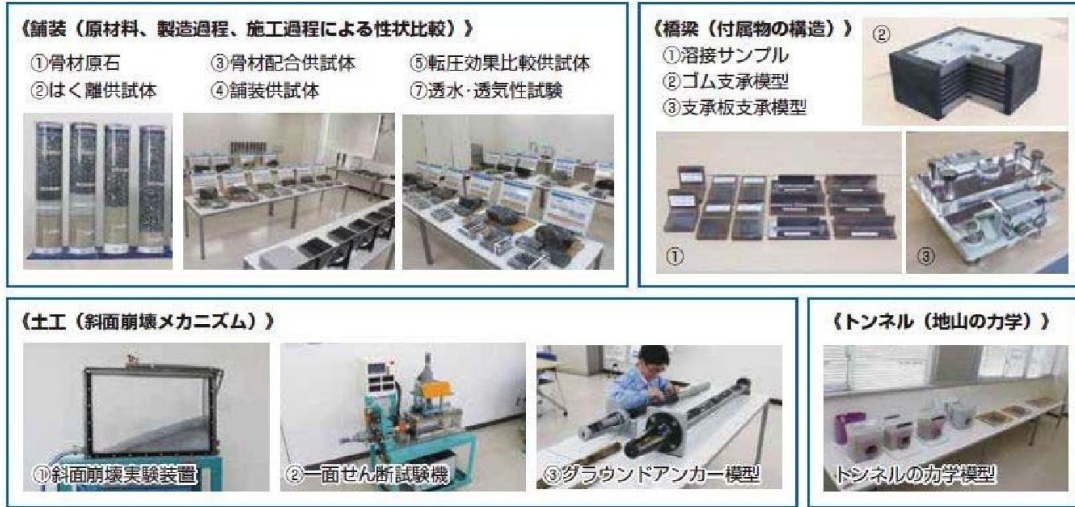 《舗装（原材料、製造過程、施工過程による性状比較）》
①骨材原石 ③骨材配合供試体 ⑤転圧効果比較供試体
②はく離供試体 ④舗装供試体 ⑦透水･透気性試験
《橋梁（付属物の構造）》
①溶接サンプル
②ゴム支承模型
③支承板支承模型
②
①
③
《土工（斜面崩壊メカニズム）》
①斜面崩壊実験装置
②一面せん断試験機
③グラウンドアンカー模型
《トンネル（地山の力学）》
トンネルの力学模型